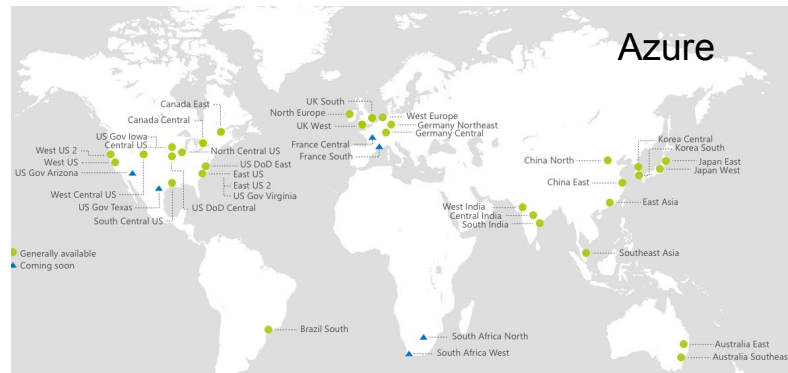 Azure
Canada East
Canada Central
US Gov Iowa
Central US
West US 2
West US
US Gov Arizona
North Central US
US DoD East
East US
East US 2
US Gov Virginia
West Central US
US Gov Texas
US DoD Central
South Central US
UK South
North Europe
UK West
West Europe
Germany Northeast
Germany Central
France Central
France South
Korea Central
Korea South
China North
Japan East
Japan West
China East
East Asia
West India
Central India
South India
Southeast Asia
Generally available
Coming soon
Brazil South
South Africa North
South Africa West
Australia East
Australia Southeas